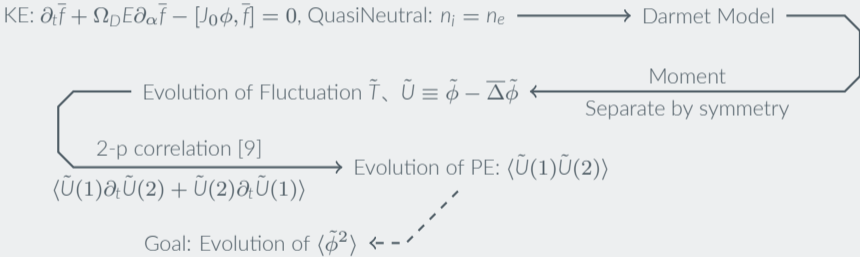 KE: ∂ₜf̄ + Ω_D E∂_αf̄ − [J₀ϕ, f̄] = 0, QuasiNeutral: nᵢ = nₑ → Darmet Model
Moment
Evolution of Fluctuation T̃、Ũ ≡ ϕ̃ − Δ̅ϕ̃
Separate by symmetry
2-p correlation [9]
Evolution of PE: ⟨Ũ(1)Ũ(2)⟩
⟨Ũ(1)∂ₜŨ(2) + Ũ(2)∂ₜŨ(1)⟩
Goal: Evolution of ⟨ϕ̃²⟩